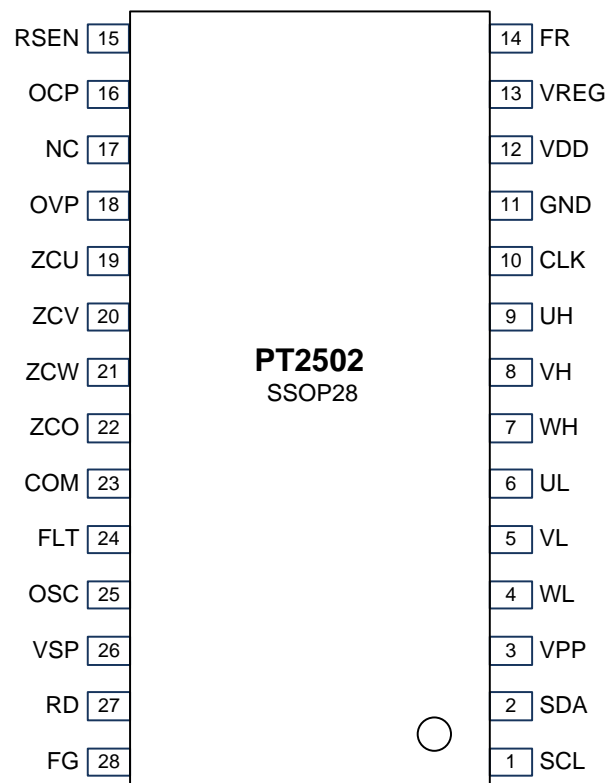 RSEN 15 14 FR
OCP 16 13 VREG
NC 17 12 VDD
OVP 18 11 GND
ZCU 19 10 CLK
ZCV 20 9 UH
PT2502
SSOP28
ZCW 21 8 VH
ZCO 22 7 WH
COM 23 6 UL
FLT 24 5 VL
OSC 25 4 WL
VSP 26 3 VPP
RD 27 2 SDA
FG 28 1 SCL